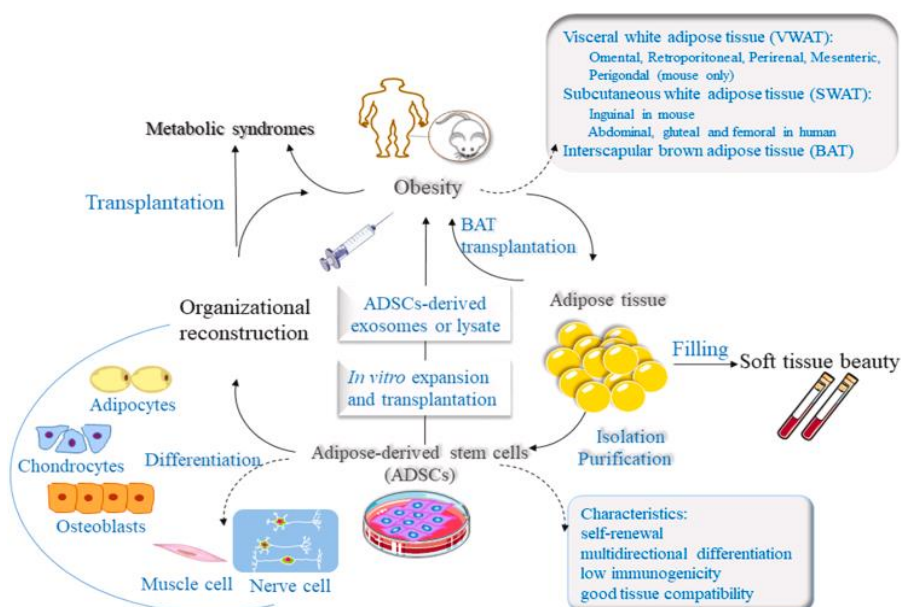 Visceral white adipose tissue (VWAT):
Omental, Retroporitoneal, Perirenal, Mesenteric,
Perigondal (mouse only)
Subcutaneous white adipose tissue (SWAT):
Inguinal in mouse
Abdominal, gluteal and femoral in human
Interscapular brown adipose tissue (BAT)
Metabolic syndromes
Obesity
Transplantation
BAT
transplantation
Organizational
reconstruction
ADSCs-derived
exosomes or lysate
Adipose tissue
Filling
Soft tissue beauty
In vitro expansion
and transplantation
Adipocytes
Isolation
Purification
Chondrocytes
Differentiation
Adipose-derived stem cells
(ADSCs)
Osteoblasts
Muscle cell
Nerve cell
Characteristics:
self-renewal
multidirectional differentiation
low immunogenicity
good tissue compatibility